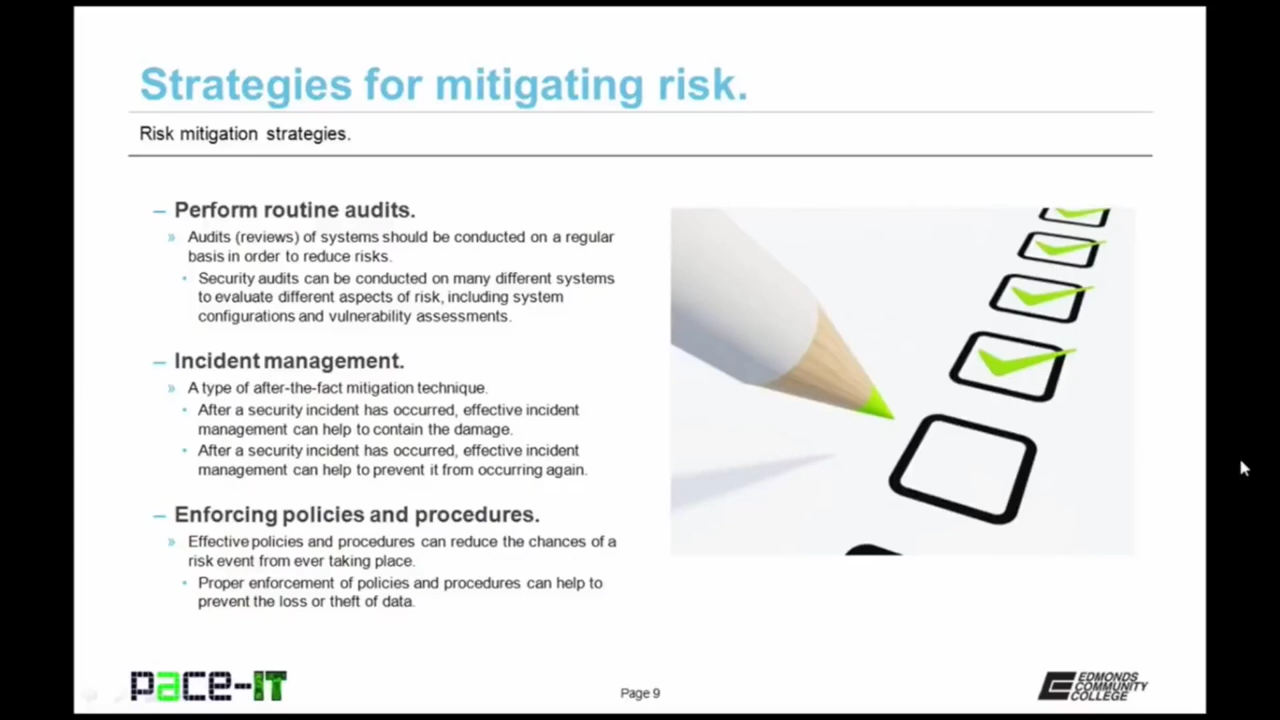 Strategies for mitigating risk.
Risk mitigation strategies.
– Perform routine audits.
» Audits (reviews) of systems should be conducted on a regular
basis in order to reduce risks.
• Security audits can be conducted on many different systems
to evaluate different aspects of risk, including system
configurations and vulnerability assessments.
– Incident management.
» A type of after-the-fact mitigation technique.
• After a security incident has occurred, effective incident
management can help to contain the damage.
• After a security incident has occurred, effective incident
management can help to prevent it from occurring again.
– Enforcing policies and procedures.
» Effective policies and procedures can reduce the chances of a
risk event from ever taking place.
• Proper enforcement of policies and procedures can help to
prevent the loss or theft of data.
pace-IT
Page 9
EDMONDS
COMMUNITY
COLLEGE